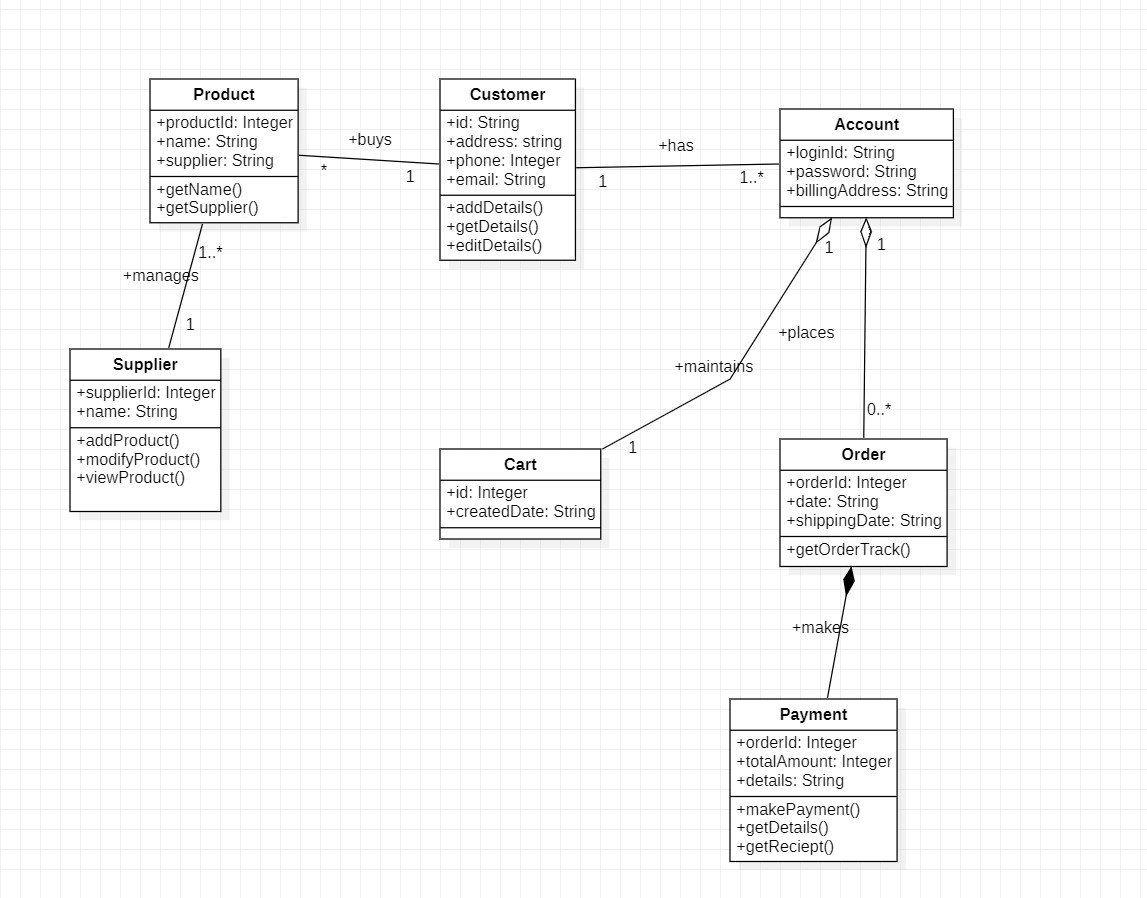 Product
+productId: Integer
+name: String
+supplier: String
+getName()
+getSupplier()
+buys
*
1
Customer
+id: String
+address: string
+phone: Integer
+email: String
+addDetails()
+getDetails()
+editDetails()
+has
1
1..*
Account
+loginId: String
+password: String
+billingAddress: String
1..*
+manages
1
Supplier
+supplierId: Integer
+name: String
+addProduct()
+modifyProduct()
+viewProduct()
1
1
+places
+maintains
0..*
1
Cart
+id: Integer
+createdDate: String
Order
+orderId: Integer
+date: String
+shippingDate: String
+getOrderTrack()
+makes
Payment
+orderId: Integer
+totalAmount: Integer
+details: String
+makePayment()
+getDetails()
+getReciept()